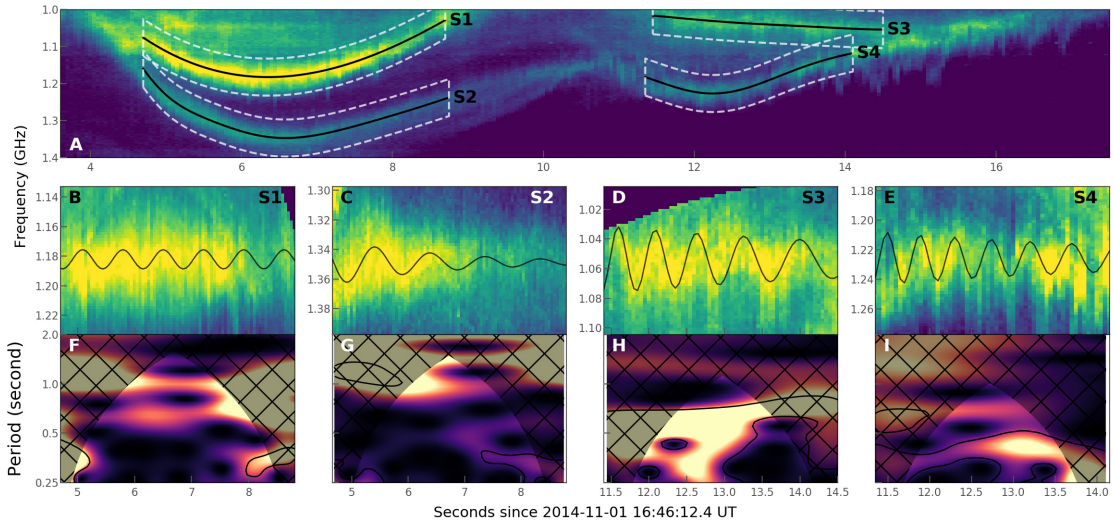 1.0
1.1
1.2
1.3
1.4
Frequency (GHz)
A
S1
S2
S3
S4
4
6
8
10
12
14
16
B
S1
1.14
1.16
1.18
1.20
1.22
C
S2
1.30
1.32
1.34
1.36
1.38
D
S3
1.02
1.04
1.06
1.08
1.10
E
S4
1.18
1.20
1.22
1.24
1.26
Period (second)
2.0
1.0
0.5
0.25
F
5
6
7
8
G
5
6
7
8
H
11.5
12.0
12.5
13.0
13.5
14.0
14.5
I
11.5
12.0
12.5
13.0
13.5
14.0
Seconds since 2014-11-01 16:46:12.4 UT